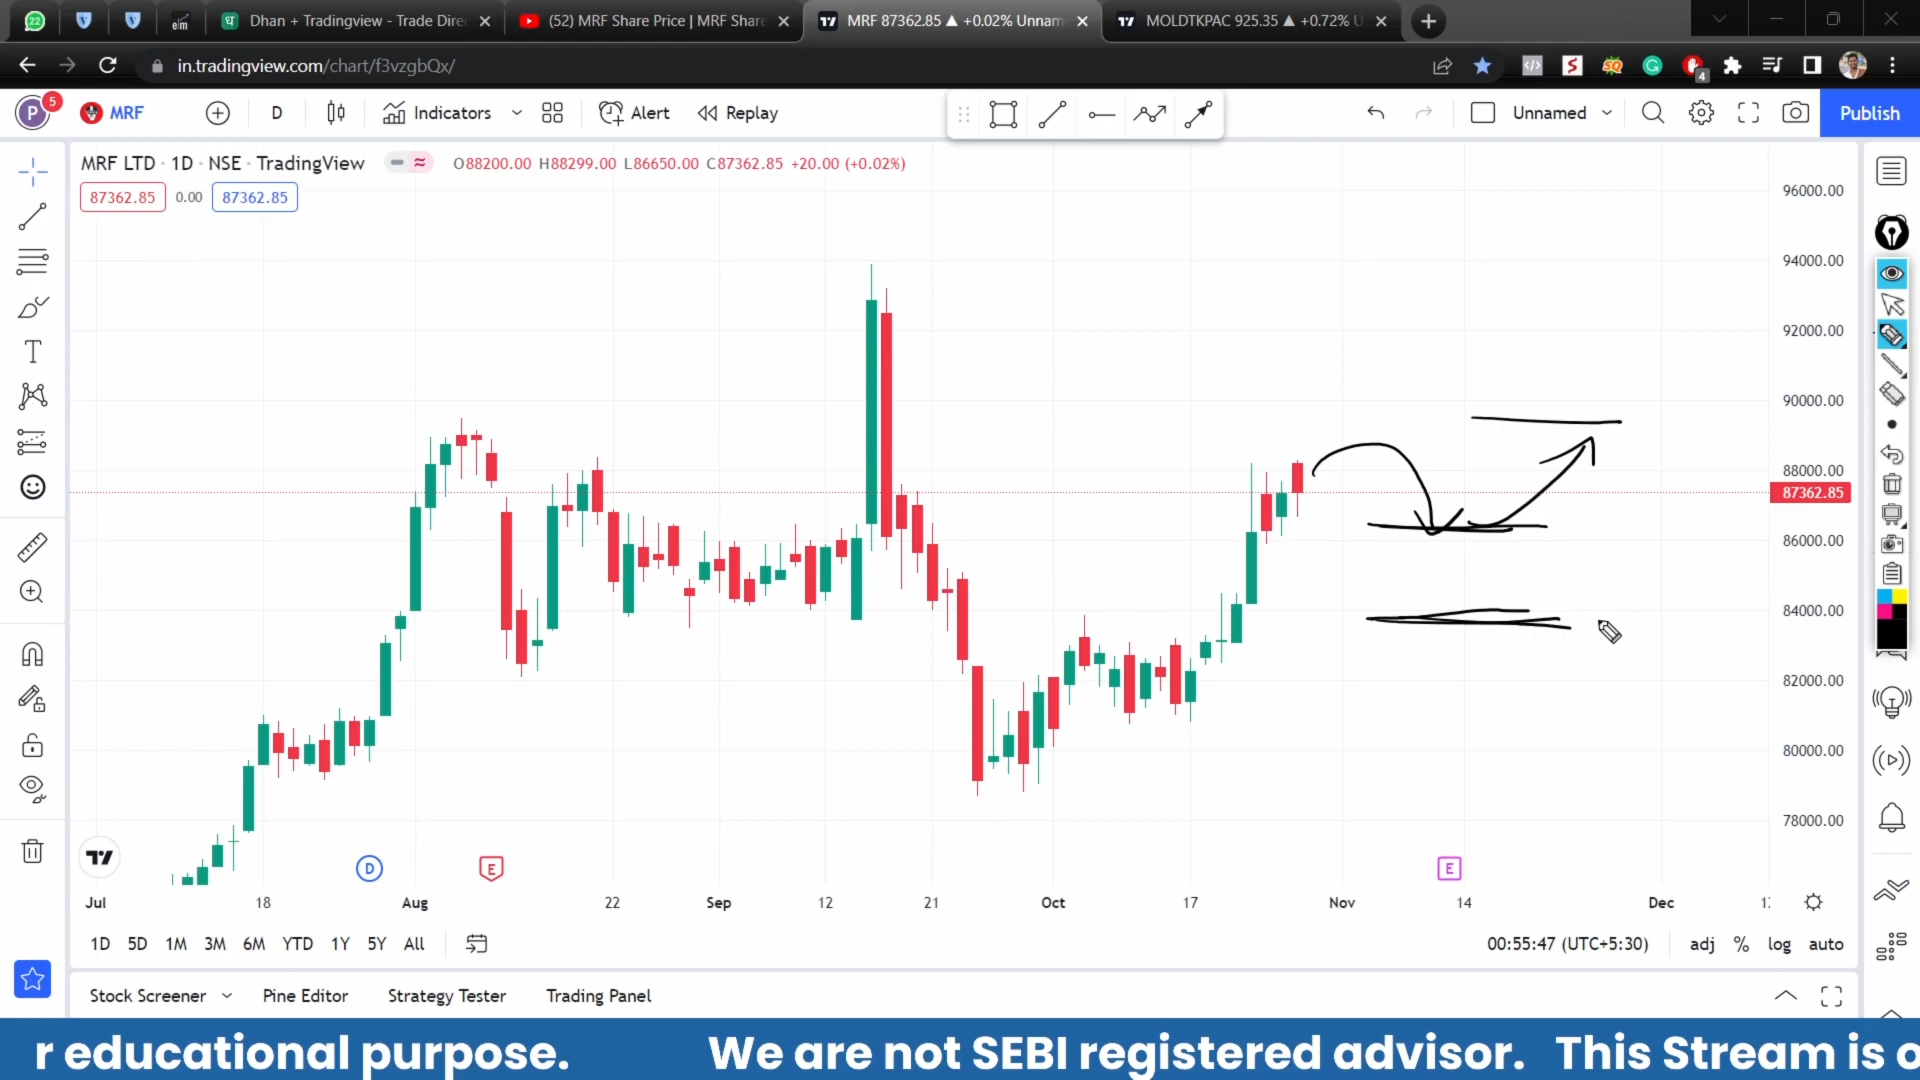 22
eim
Dhan + Tradingview - Trade Direc
(52) MRF Share Price | MRF Share
MRF 87362.85 ▲ +0.02% Unnam
MOLDTKPAC 925.35 ▲ +0.72% U
in.tradingview.com/chart/f3vzgbQx/
4
P 5 MRF D Indicators Alert Replay Unnamed Publish
MRF LTD · 1D · NSE · TradingView O88200.00 H88299.00 L86650.00 C87362.85 +20.00 (+0.02%)
87362.85 0.00 87362.85
96000.00
94000.00
92000.00
90000.00
88000.00
87362.85
86000.00
84000.00
82000.00
80000.00
78000.00
D E E
Jul 18 Aug 22 Sep 12 21 Oct 17 Nov 14 Dec
1D 5D 1M 3M 6M YTD 1Y 5Y All 00:55:47 (UTC+5:30) adj % log auto
Stock Screener Pine Editor Strategy Tester Trading Panel
r educational purpose. We are not SEBI registered advisor. This Stream is o